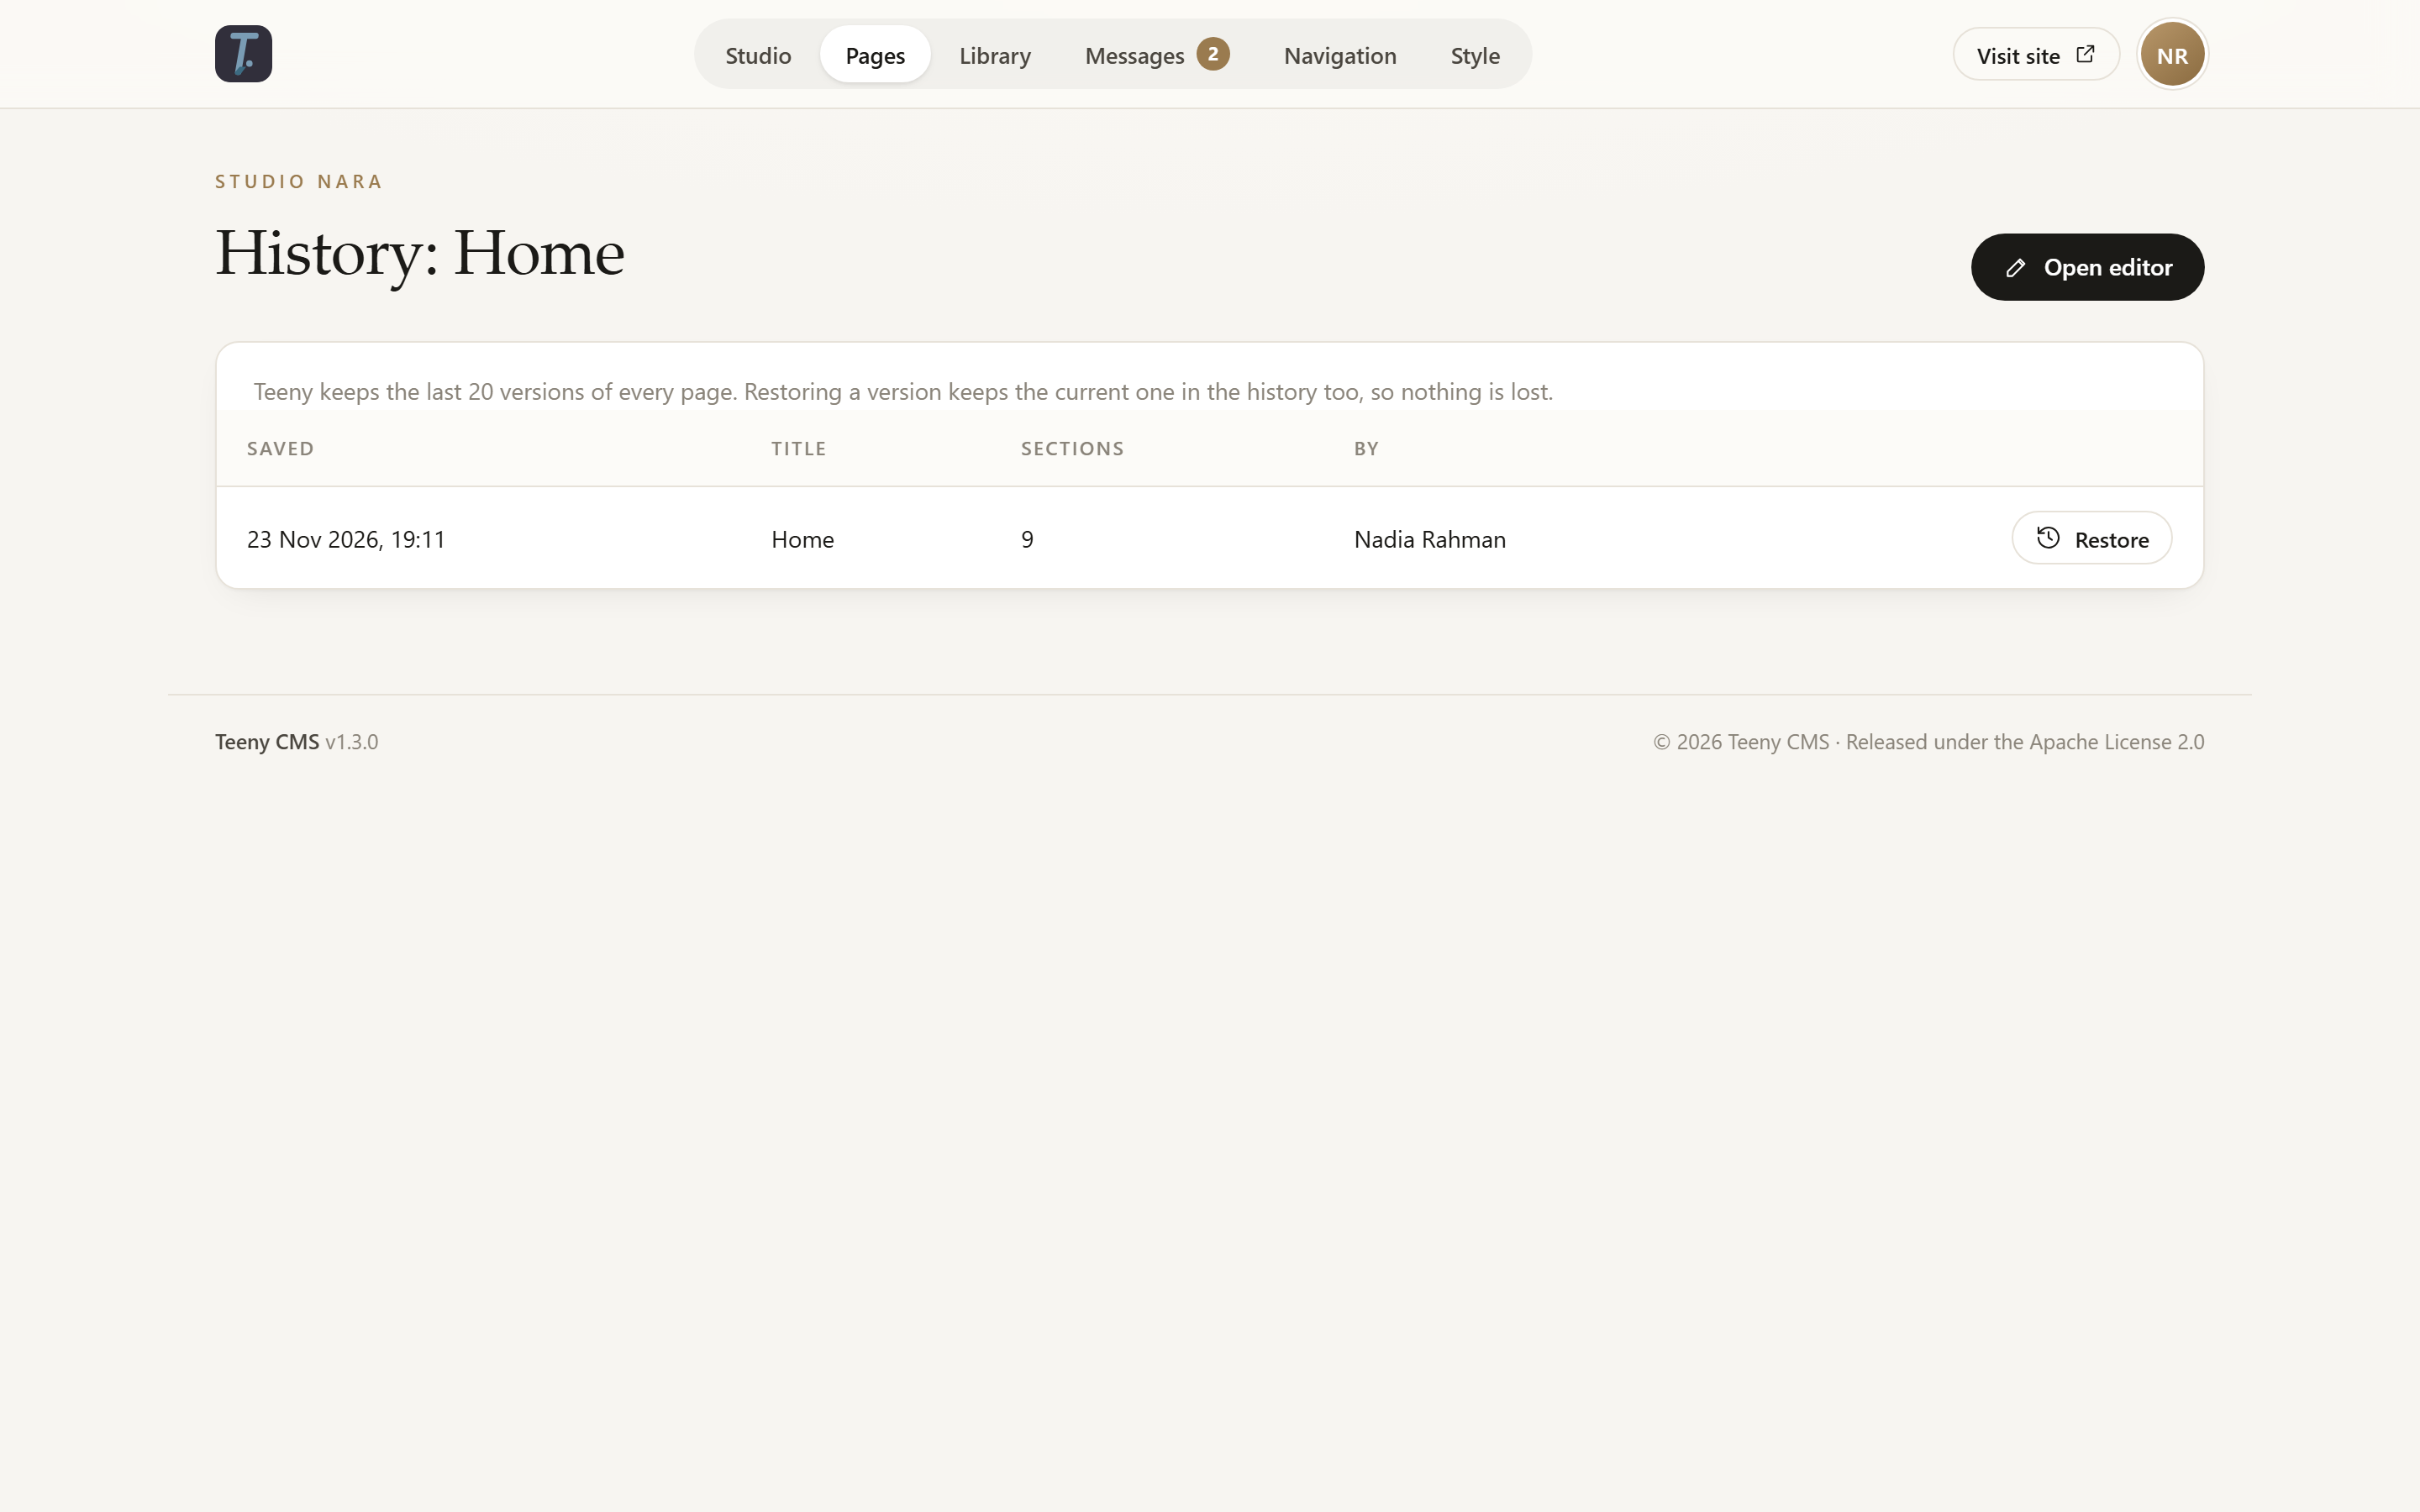 T.
Studio Pages Library Messages 2 Navigation Style
Visit site NR
STUDIO NARA
History: Home
Open editor
Teeny keeps the last 20 versions of every page. Restoring a version keeps the current one in the history too, so nothing is lost.
SAVED TITLE SECTIONS BY
23 Nov 2026, 19:11 Home 9 Nadia Rahman Restore
Teeny CMS v1.3.0 © 2026 Teeny CMS · Released under the Apache License 2.0